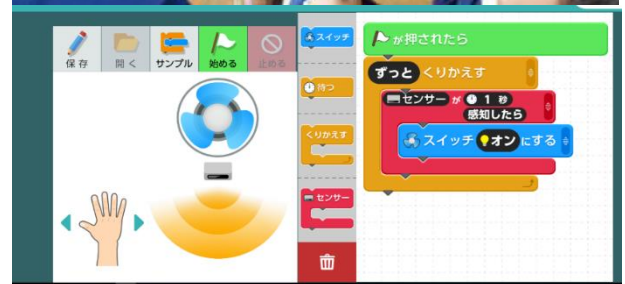 保存
開く
サンプル
始める
止める
スイッチ
待つ
くりかえす
センサー
が押されたら
ずっと くりかえす
センサー が 1 秒
感知したら
スイッチ オン にする